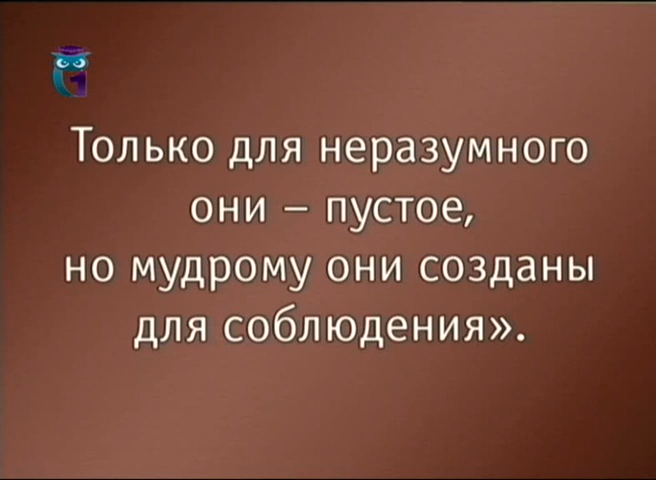 Только для неразумного
они – пустое,
но мудрому они созданы
для соблюдения».